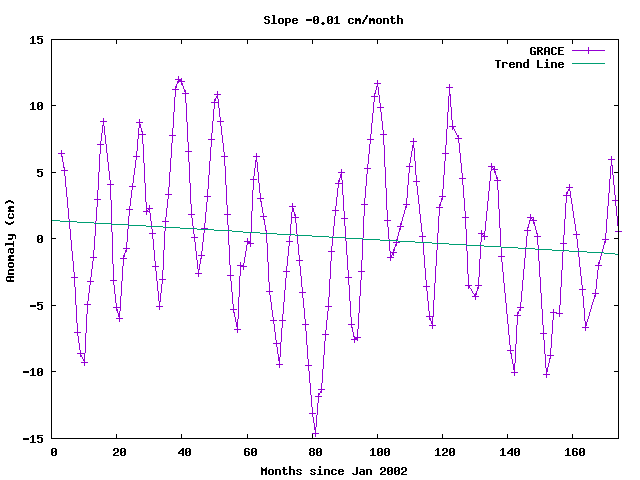 Slope -0.01 cm/month
15
GRACE
Trend Line
10
5
0
-5
-10
-15
Anomaly (cm)
0 20 40 60 80 100 120 140 160
Months since Jan 2002